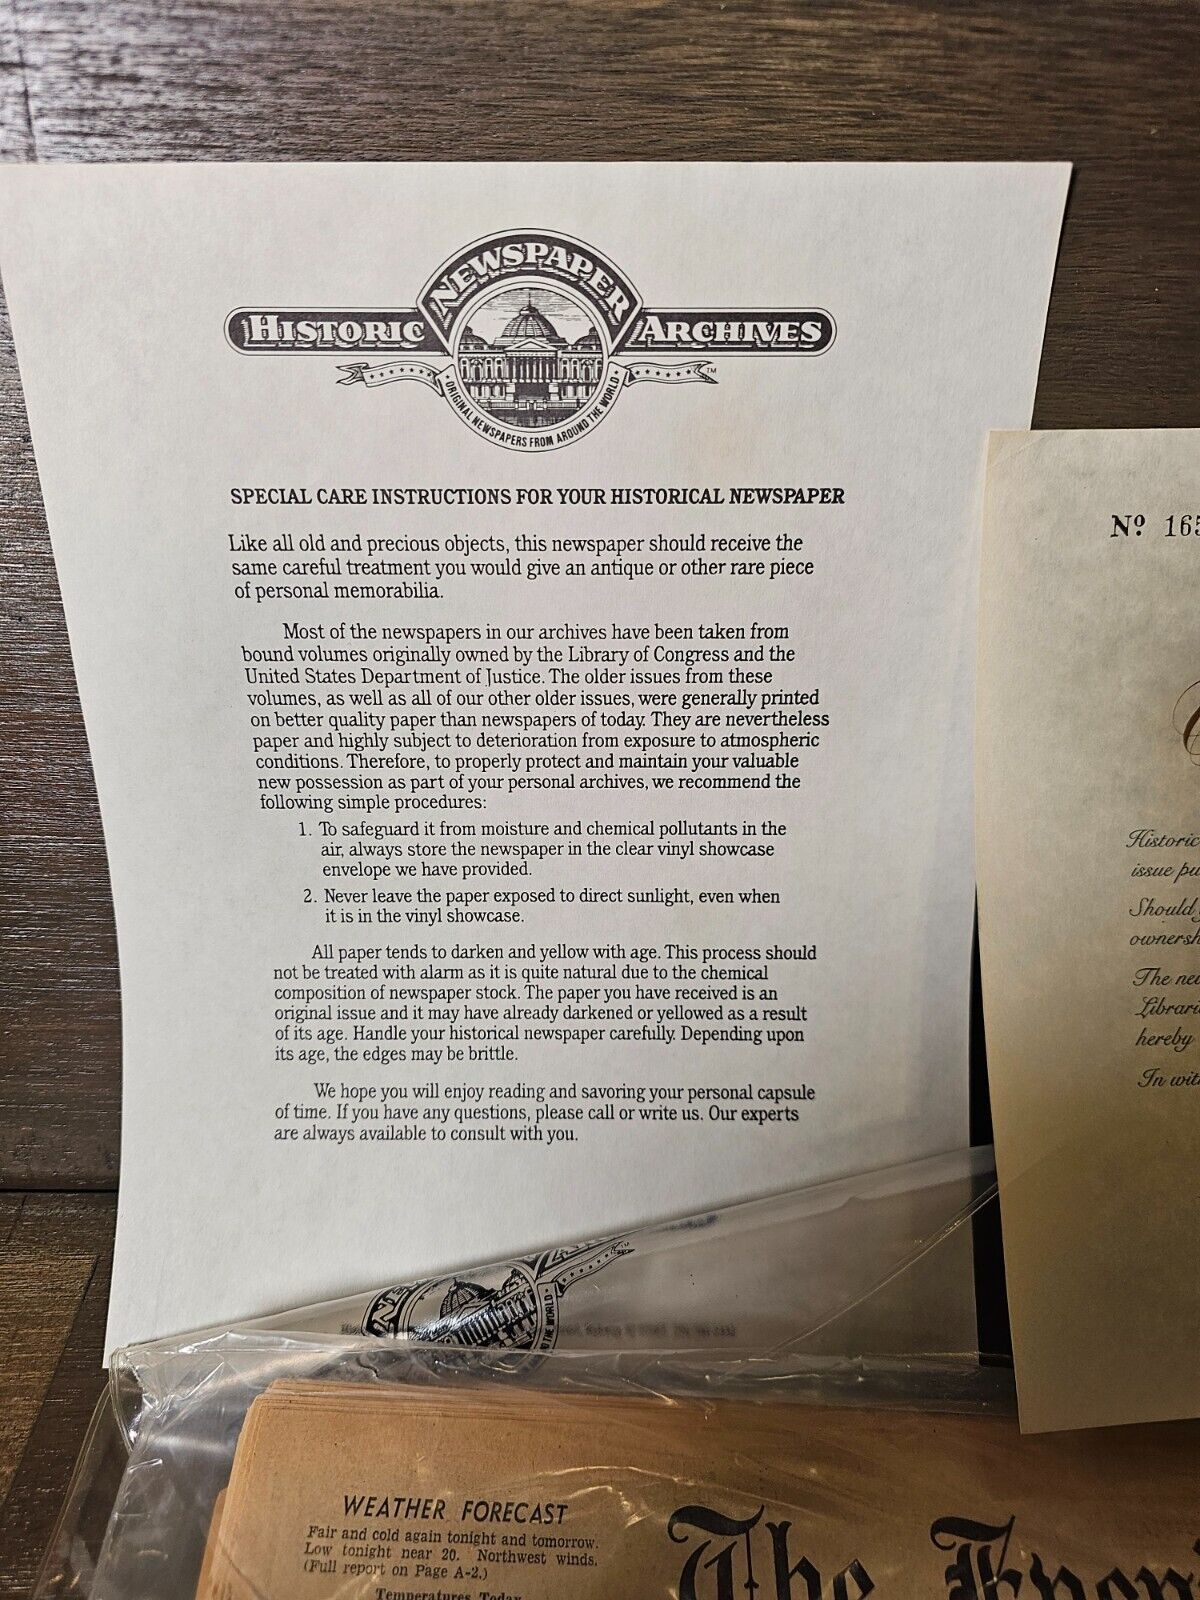 HISTORIC NEWSPAPER ARCHIVES
TM
· ORIGINAL NEWSPAPERS FROM AROUND THE WORLD ·
SPECIAL CARE INSTRUCTIONS FOR YOUR HISTORICAL NEWSPAPER
Like all old and precious objects, this newspaper should receive the
same careful treatment you would give an antique or other rare piece
of personal memorabilia.
Most of the newspapers in our archives have been taken from
bound volumes originally owned by the Library of Congress and the
United States Department of Justice. The older issues from these
volumes, as well as all of our other older issues, were generally printed
on better quality paper than newspapers of today. They are nevertheless
paper and highly subject to deterioration from exposure to atmospheric
conditions. Therefore, to properly protect and maintain your valuable
new possession as part of your personal archives, we recommend the
following simple procedures:
1. To safeguard it from moisture and chemical pollutants in the
air, always store the newspaper in the clear vinyl showcase
envelope we have provided.
2. Never leave the paper exposed to direct sunlight, even when
it is in the vinyl showcase.
All paper tends to darken and yellow with age. This process should
not be treated with alarm as it is quite natural due to the chemical
composition of newspaper stock. The paper you have received is an
original issue and it may have already darkened or yellowed as a result
of its age. Handle your historical newspaper carefully. Depending upon
its age, the edges may be brittle.
We hope you will enjoy reading and savoring your personal capsule
of time. If you have any questions, please call or write us. Our experts
are always available to consult with you.
Nº 165
Historic
issue pu
Should
ownersh
The new
Librari
hereby
In wit
THE WORLD ·
WEATHER FORECAST
Fair and cold again tonight and tomorrow.
Low tonight near 20. Northwest winds.
(Full report on Page A-2.)
Temperatures Today
The